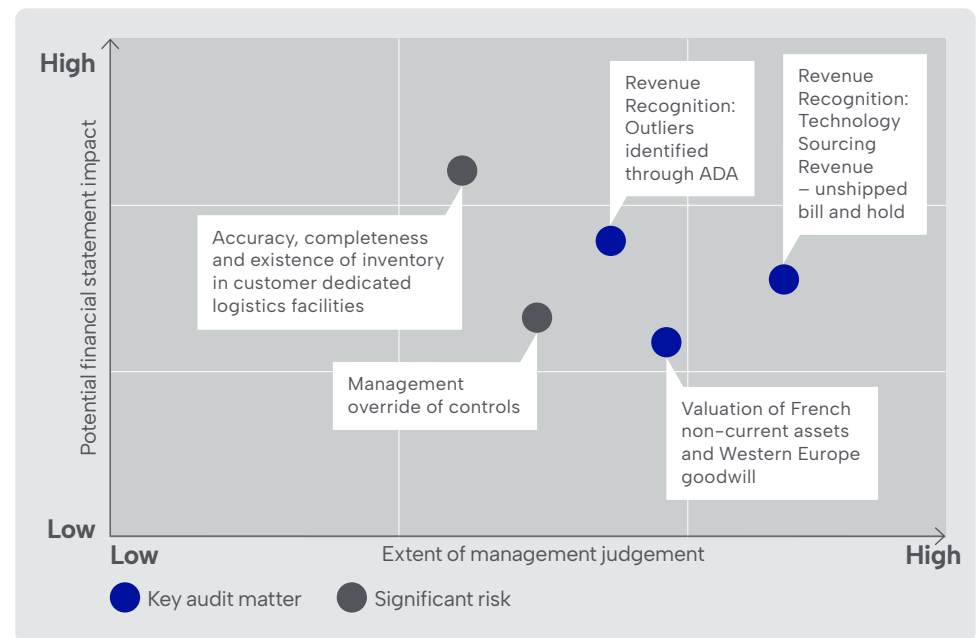 High
Potential financial statement impact
Low
Revenue
Recognition:
Outliers
identified
through ADA
Revenue
Recognition:
Technology
Sourcing
Revenue
– unshipped
bill and hold
Accuracy, completeness
and existence of inventory
in customer dedicated
logistics facilities
Management
override of controls
Valuation of French
non-current assets
and Western Europe
goodwill
Low
Extent of management judgement
High
Key audit matter
Significant risk